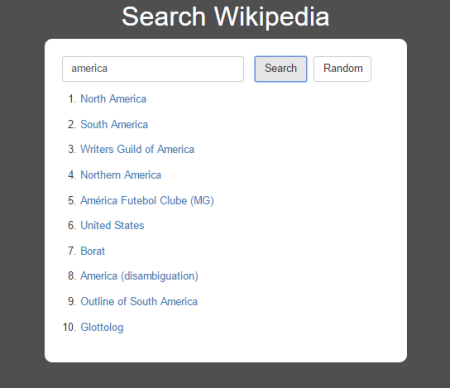 Search Wikipedia
america Search Random
1. North America
2. South America
3. Writers Guild of America
4. Northern America
5. América Futebol Clube (MG)
6. United States
7. Borat
8. America (disambiguation)
9. Outline of South America
10. Glottolog